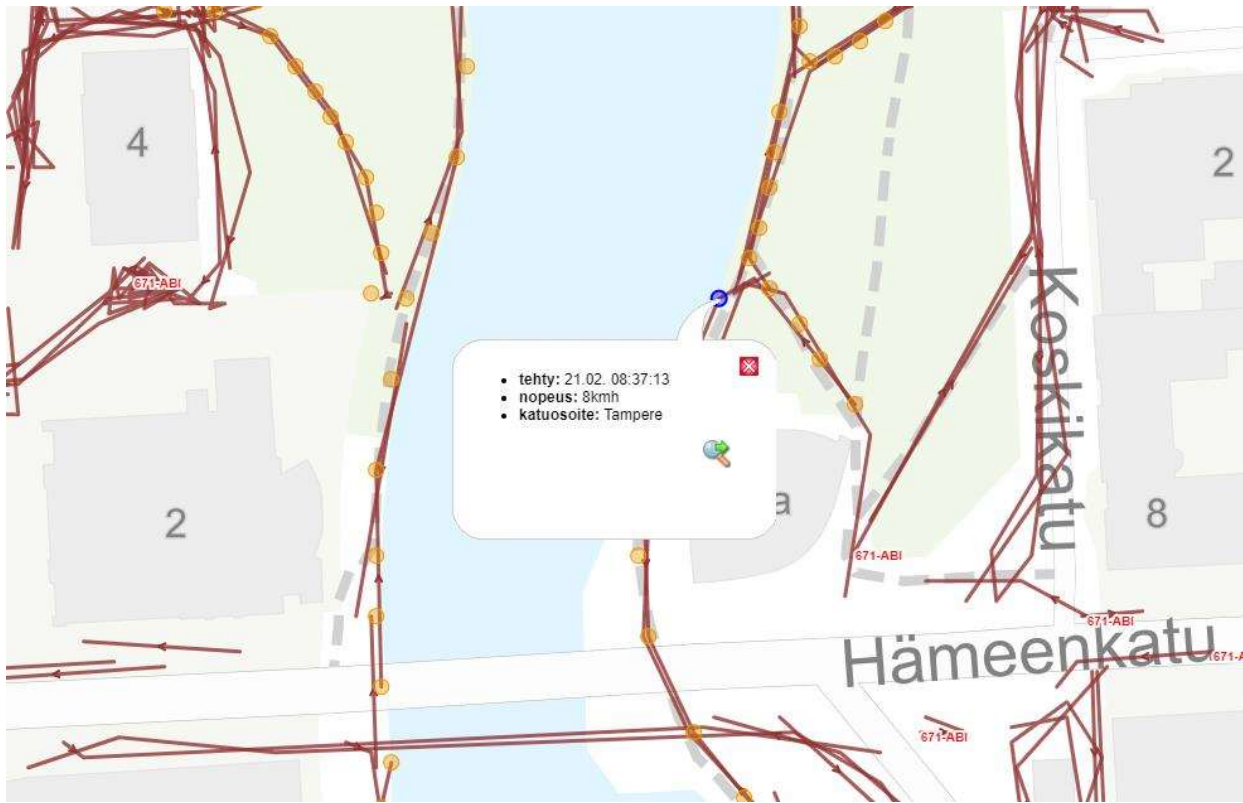 4
2
671-ABI
Koskikatu
tehty: 21.02. 08:37:13
nopeus: 8kmh
katuosoite: Tampere
a
2
8
671-ABI
671-ABI
Hämeenkatu
671-A
671-ABI